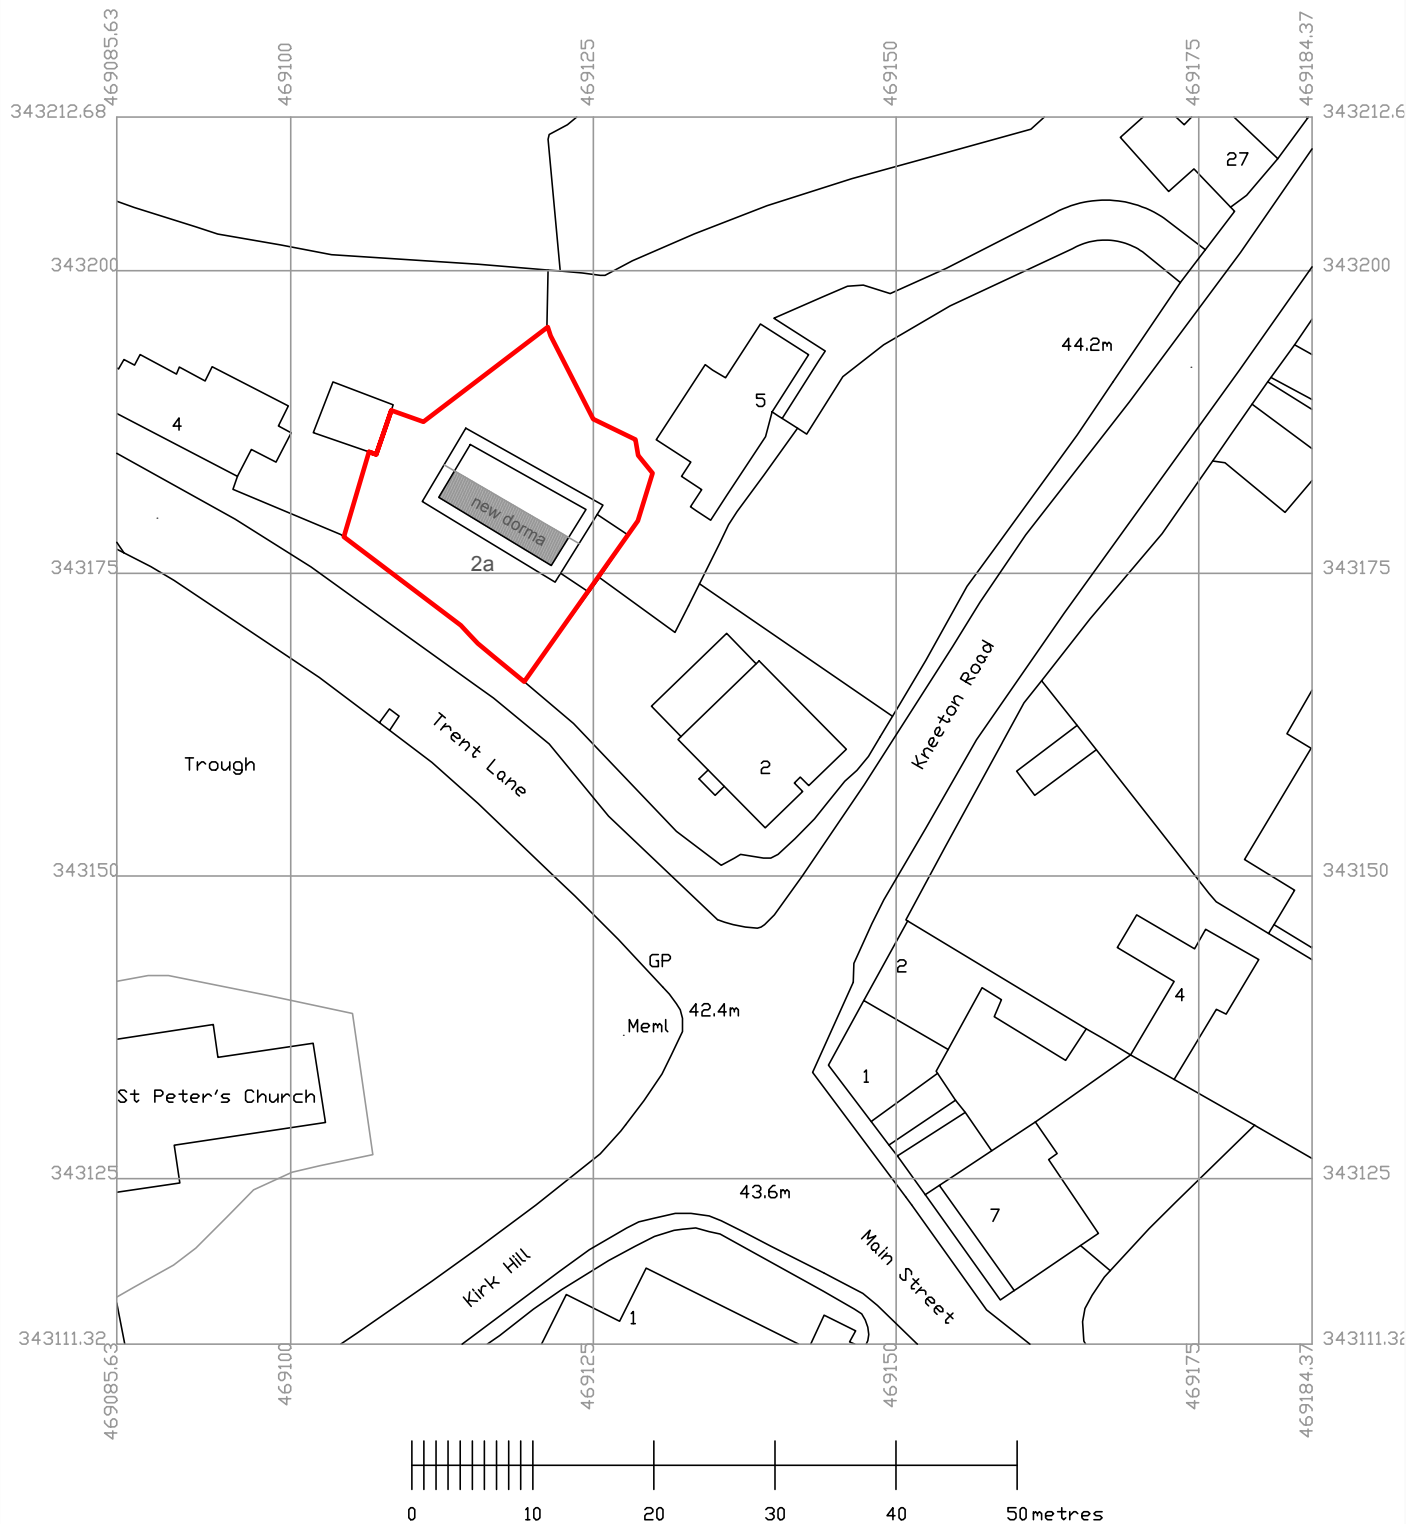 469085.63
469100
469125
469150
469175
469184.37
343212.68
343212.6
27
343200
343200
44.2m
5
4
new dorma
2a
343175
343175
Kneeton Road
Trent Lane
Trough
2
343150
343150
GP
2
4
42.4m
Meml
1
St Peter's Church
343125
343125
43.6m
7
Main Street
Kirk Hill
1
343111.32
343111.32
469085.63
469100
469125
469150
469175
469184.37
0 10 20 30 40 50 metres